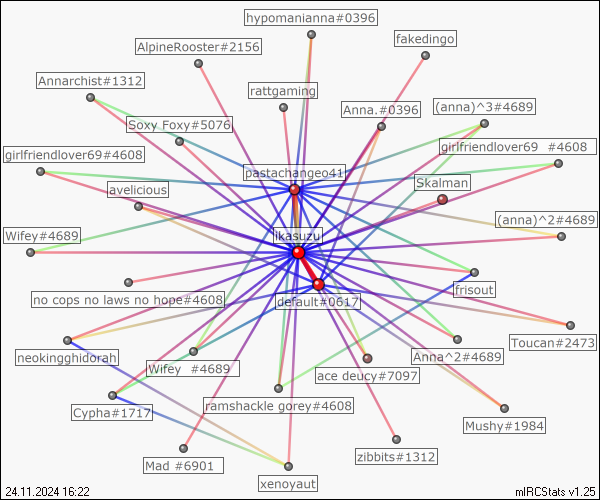 hypomanianna#0396
fakedingo
AlpineRooster#2156
Annarchist#1312
rattgaming
Anna.#0396
(anna)^3#4689
Soxy Foxy#5076
girlfriendlover69 #4608
girlfriendlover69#4608
pastachangeo41
Skalman
avelicious
(anna)^2#4689
Wifey#4689
ikasuzu
no cops no laws no hope#4608
default#0617
frisout
Toucan#2473
neokingghidorah
Wifey #4689
Anna^2#4689
ace deucy#7097
Cypha#1717
ramshackle gorey#4608
Mushy#1984
Mad #6901
zibbits#1312
xenoyaut
24.11.2024 16:22
mIRCStats v1.25